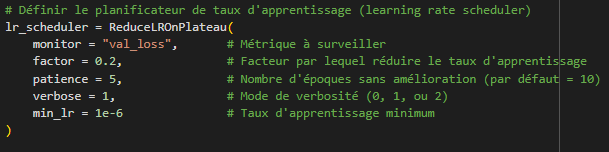 # Définir le planificateur de taux d'apprentissage (learning rate scheduler)
lr_scheduler = ReduceLROnPlateau(
    monitor = "val_loss",       # Métrique à surveiller
    factor = 0.2,               # Facteur par lequel réduire le taux d'apprentissage
    patience = 5,               # Nombre d'époques sans amélioration (par défaut = 10)
    verbose = 1,                # Mode de verbosité (0, 1, ou 2)
    min_lr = 1e-6               # Taux d'apprentissage minimum
)